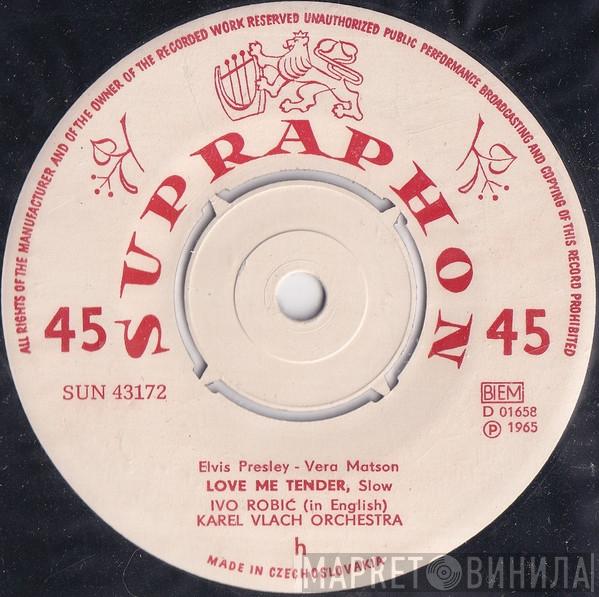 ALL RIGHTS OF THE MANUFACTURER AND OF THE OWNER OF THE RECORDED WORK RESERVED UNAUTHORIZED PUBLIC PERFORMANCE BROADCASTING AND COPYING OF THIS RECORD PROHIBITED
SUPRAPHON
45
45
SUN 43172
BIEM
D 01658
℗ 1965
Elvis Presley - Vera Matson
LOVE ME TENDER, Slow
IVO ROBIĆ (in English)
KAREL VLACH ORCHESTRA
h
MADE IN CZECHOSLOVAKIA
МАРКЕТ ВИНИЛА